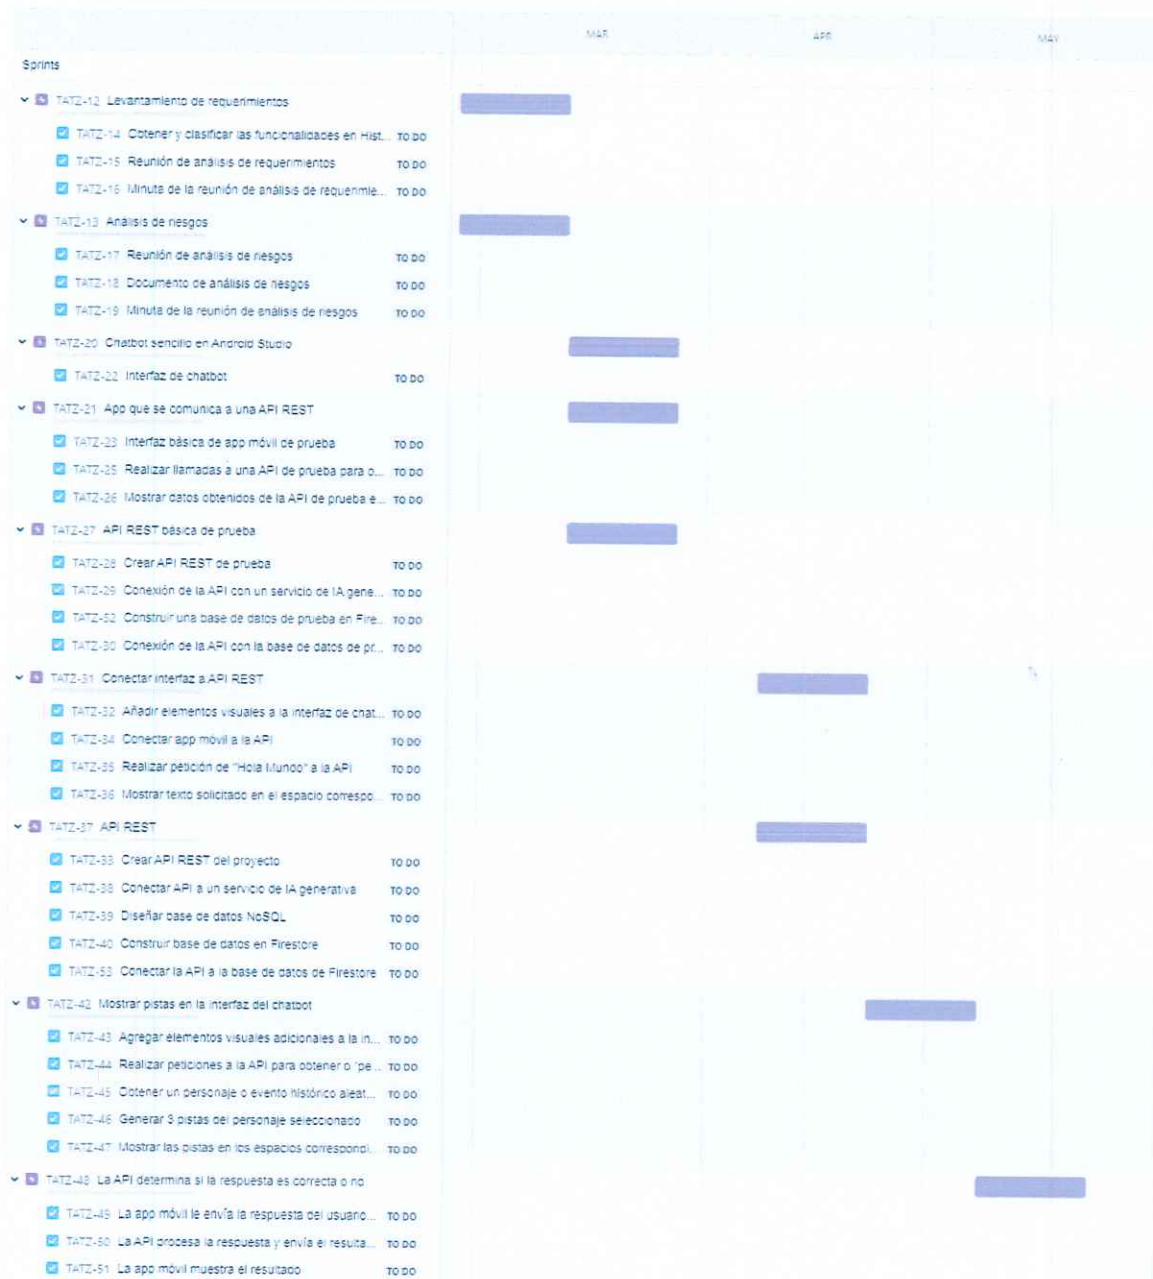 MAR APR MAY
Sprints
TATZ-12 Levantamiento de requerimientos
TATZ-14 Obtener y clasificar las funcionalidades en Hist... TO DO
TATZ-15 Reunión de análisis de requerimientos TO DO
TATZ-16 Minuta de la reunión de análisis de requerimie... TO DO
TATZ-13 Análisis de riesgos
TATZ-17 Reunión de análisis de riesgos TO DO
TATZ-18 Documento de análisis de riesgos TO DO
TATZ-19 Minuta de la reunión de análisis de riesgos TO DO
TATZ-20 Chatbot sencillo en Android Studio
TATZ-22 Interfaz de chatbot TO DO
TATZ-21 App que se comunica a una API REST
TATZ-23 Interfaz básica de app móvil de prueba TO DO
TATZ-25 Realizar llamadas a una API de prueba para o... TO DO
TATZ-26 Mostrar datos obtenidos de la API de prueba e... TO DO
TATZ-27 API REST básica de prueba
TATZ-28 Crear API REST de prueba TO DO
TATZ-29 Conexión de la API con un servicio de IA gene... TO DO
TATZ-52 Construir una base de datos de prueba en Fire... TO DO
TATZ-30 Conexión de la API con la base de datos de pr... TO DO
TATZ-31 Conectar interfaz a API REST
TATZ-32 Añadir elementos visuales a la interfaz de chat... TO DO
TATZ-34 Conectar app móvil a la API TO DO
TATZ-35 Realizar petición de "Hola Mundo" a la API TO DO
TATZ-36 Mostrar texto solicitado en el espacio correspo... TO DO
TATZ-37 API REST
TATZ-33 Crear API REST del proyecto TO DO
TATZ-38 Conectar API a un servicio de IA generativa TO DO
TATZ-39 Diseñar base de datos NoSQL TO DO
TATZ-40 Construir base de datos en Firestore TO DO
TATZ-53 Conectar la API a la base de datos de Firestore TO DO
TATZ-42 Mostrar pistas en la interfaz del chatbot
TATZ-43 Agregar elementos visuales adicionales a la in... TO DO
TATZ-44 Realizar peticiones a la API para obtener o "pe... TO DO
TATZ-45 Obtener un personaje o evento histórico aleat... TO DO
TATZ-46 Generar 3 pistas del personaje seleccionado TO DO
TATZ-47 Mostrar las pistas en los espacios correspondi... TO DO
TATZ-48 La API determina si la respuesta es correcta o no
TATZ-49 La app móvil le envía la respuesta del usuario... TO DO
TATZ-50 La API procesa la respuesta y envía el resulta... TO DO
TATZ-51 La app móvil muestra el resultado TO DO